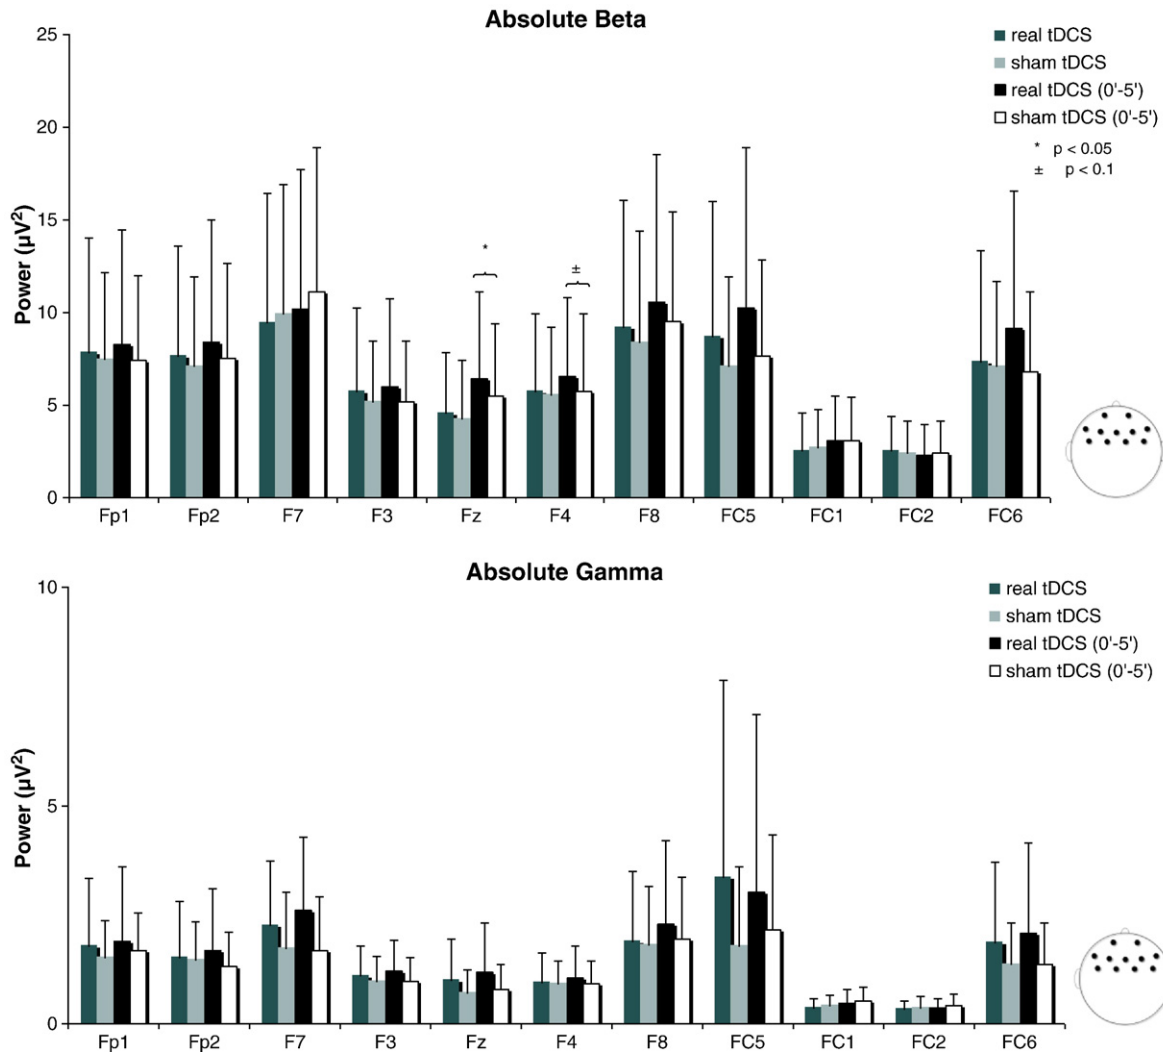 Absolute Beta
25
20
15
10
5
0
Power (µV²)
real tDCS
sham tDCS
real tDCS (0'-5')
sham tDCS (0'-5')
* p < 0.05
± p < 0.1
*
±
Fp1 Fp2 F7 F3 Fz F4 F8 FC5 FC1 FC2 FC6
Absolute Gamma
10
5
0
Power (µV²)
real tDCS
sham tDCS
real tDCS (0'-5')
sham tDCS (0'-5')
Fp1 Fp2 F7 F3 Fz F4 F8 FC5 FC1 FC2 FC6